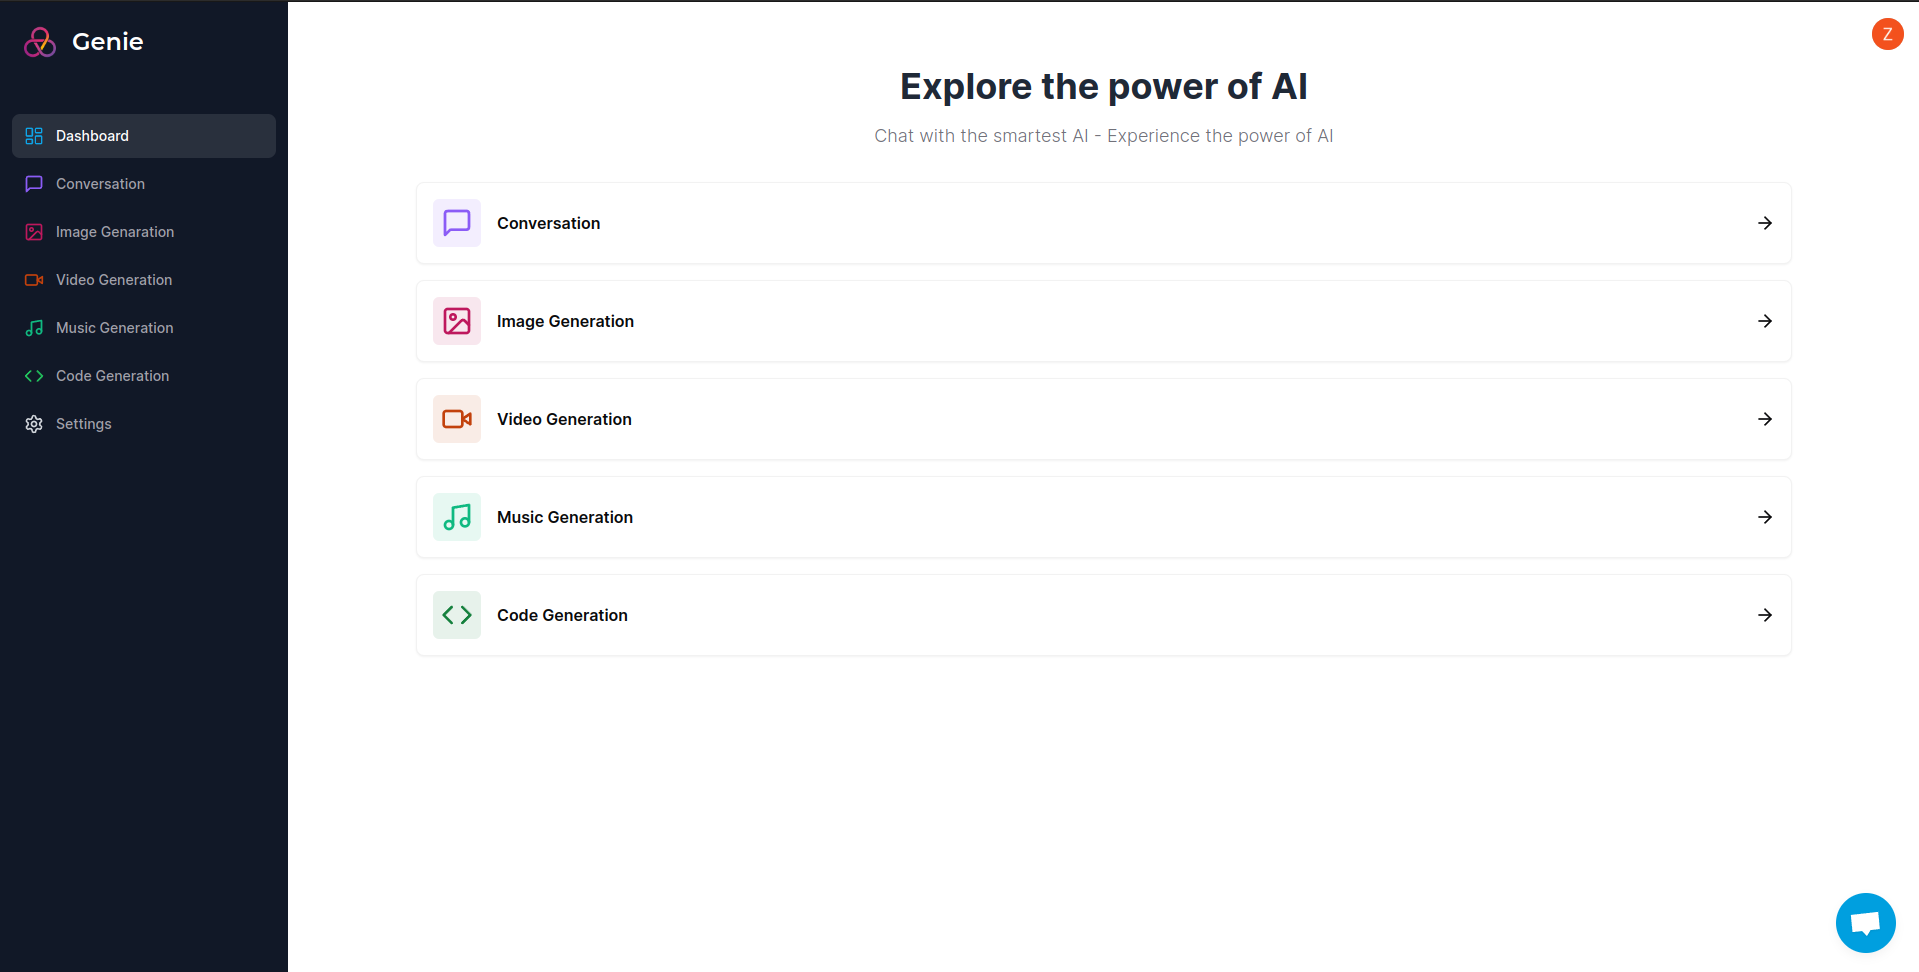 Genie
Dashboard
Conversation
Image Genaration
Video Generation
Music Generation
Code Generation
Settings
Z
Explore the power of AI
Chat with the smartest AI - Experience the power of AI
Conversation
Image Generation
Video Generation
Music Generation
Code Generation